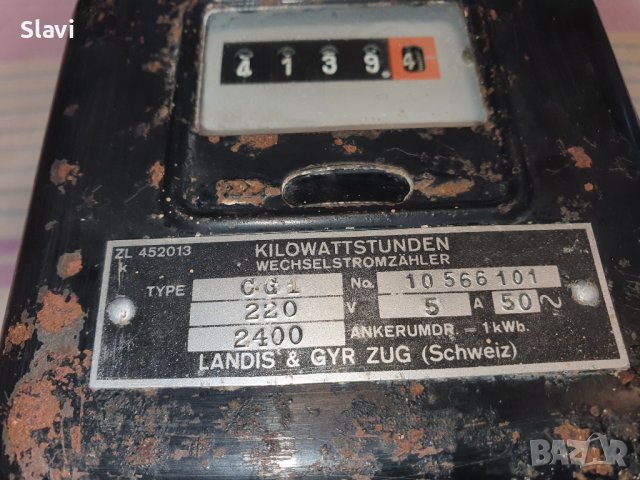 Slavi
4 1 3 9 4
ZL 452013
k
KILOWATTSTUNDEN
WECHSELSTROMZÄHLER
TYPE CG1 No. 10 566 101
220 V 5 A 50 ~
2400 ANKERUMDR = 1 kWh.
LANDIS & GYR ZUG (Schweiz)
BAZAR